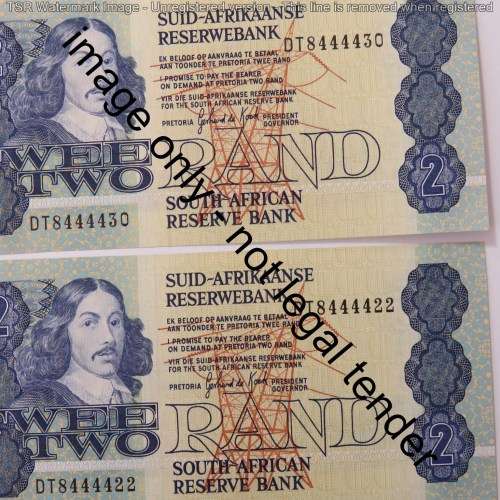 TSR Watermark Image - Unregistered version - This line is removed when registered
SUID-AFRIKAANSE
RESERWEBANK
DT8444430
EK BELOOF OP AANVRAAG TE BETAAL
AAN TOONDER TE PRETORIA TWEE RAND
I PROMISE TO PAY THE BEARER
ON DEMAND AT PRETORIA TWO RAND
VIR DIE SUID-AFRIKAANSE RESERWEBANK
FOR THE SOUTH AFRICAN RESERVE BANK
PRETORIA
PRESIDENT
GOVERNOR
TWEE
TWO
RAND
2
DT8444430
SOUTH AFRICAN
RESERVE BANK
image only - not legal tender
2
SUID-AFRIKAANSE
RESERWEBANK
DT8444422
EK BELOOF OP AANVRAAG TE BETAAL
AAN TOONDER TE PRETORIA TWEE RAND
I PROMISE TO PAY THE BEARER
ON DEMAND AT PRETORIA TWO RAND
VIR DIE SUID-AFRIKAANSE RESERWEBANK
FOR THE SOUTH AFRICAN RESERVE BANK
PRETORIA
PRESIDENT
GOVERNOR
TWEE
TWO
RAND
2
DT8444422
SOUTH AFRICAN
RESERVE BANK